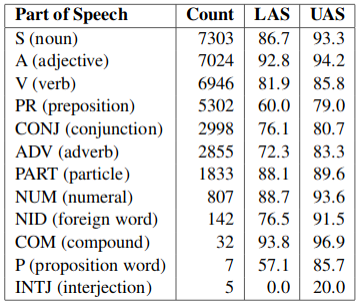 Part of Speech Count LAS UAS
S (noun) 7303 86.7 93.3
A (adjective) 7024 92.8 94.2
V (verb) 6946 81.9 85.8
PR (preposition) 5302 60.0 79.0
CONJ (conjunction) 2998 76.1 80.7
ADV (adverb) 2855 72.3 83.3
PART (particle) 1833 88.1 89.6
NUM (numeral) 807 88.7 93.6
NID (foreign word) 142 76.5 91.5
COM (compound) 32 93.8 96.9
P (proposition word) 7 57.1 85.7
INTJ (interjection) 5 0.0 20.0